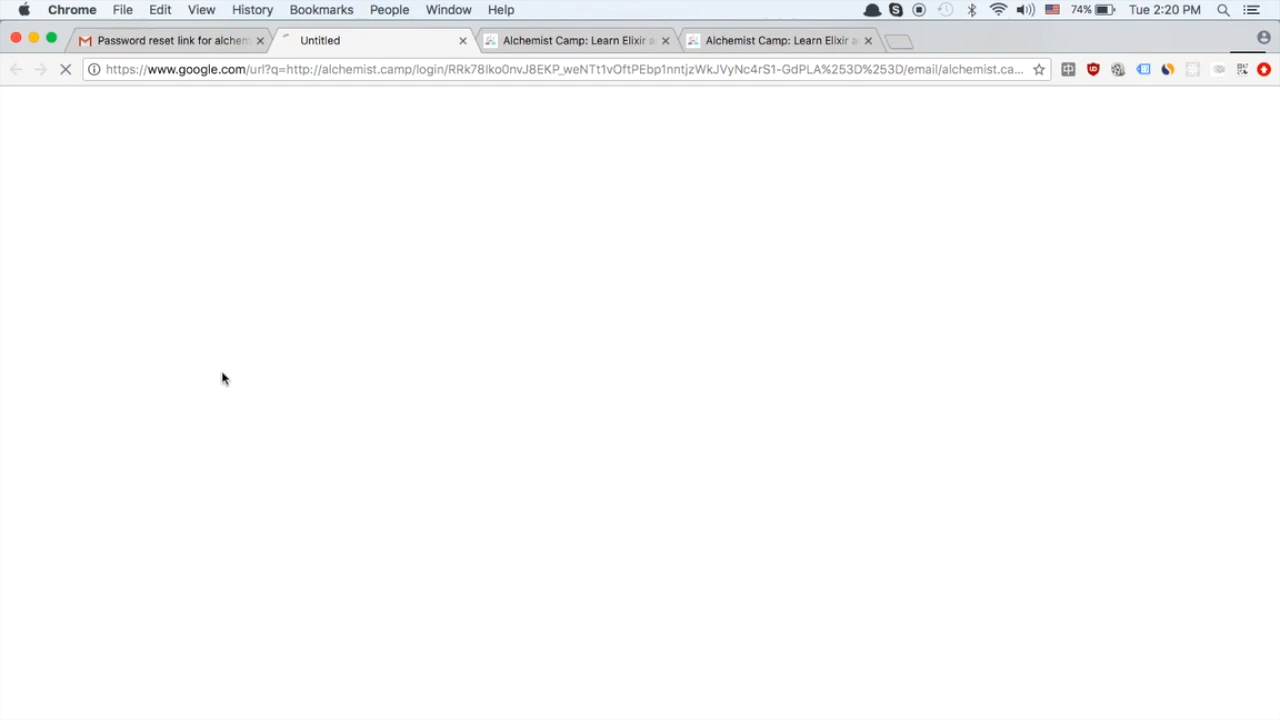 Chrome File Edit View History Bookmarks People Window Help 74% Tue 2:20 PM
Password reset link for alchem Untitled Alchemist Camp: Learn Elixir a Alchemist Camp: Learn Elixir a
https://www.google.com/url?q=http://alchemist.camp/login/RRk78Iko0nvJ8EKP_weNTt1vOftPEbp1nntjzWkJVyNc4rS1-GdPLA%253D%253D/email/alchemist.ca...